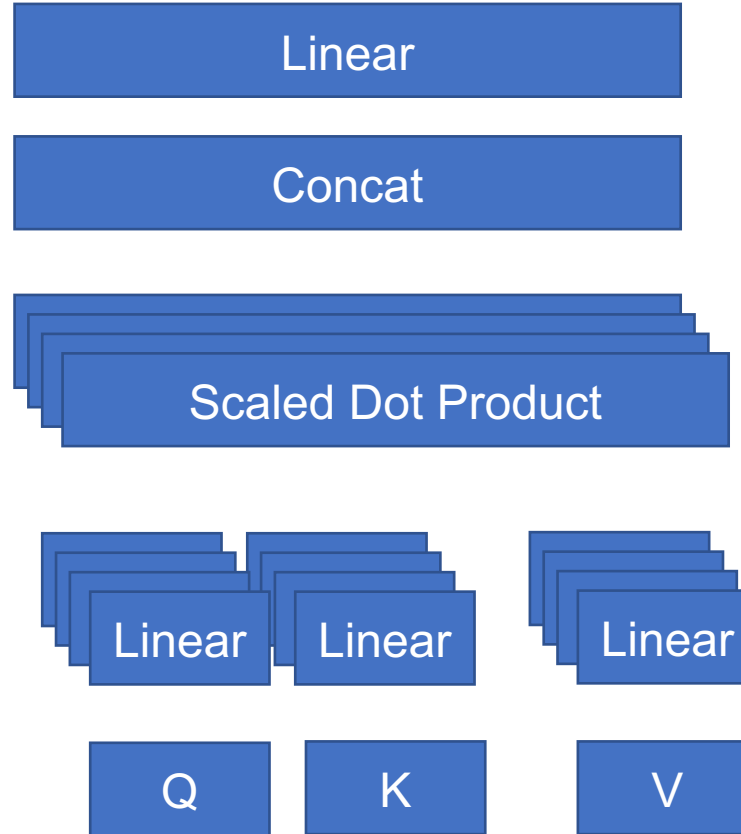 Linear
Concat
Scaled Dot Product
Linear Linear Linear
Q K V